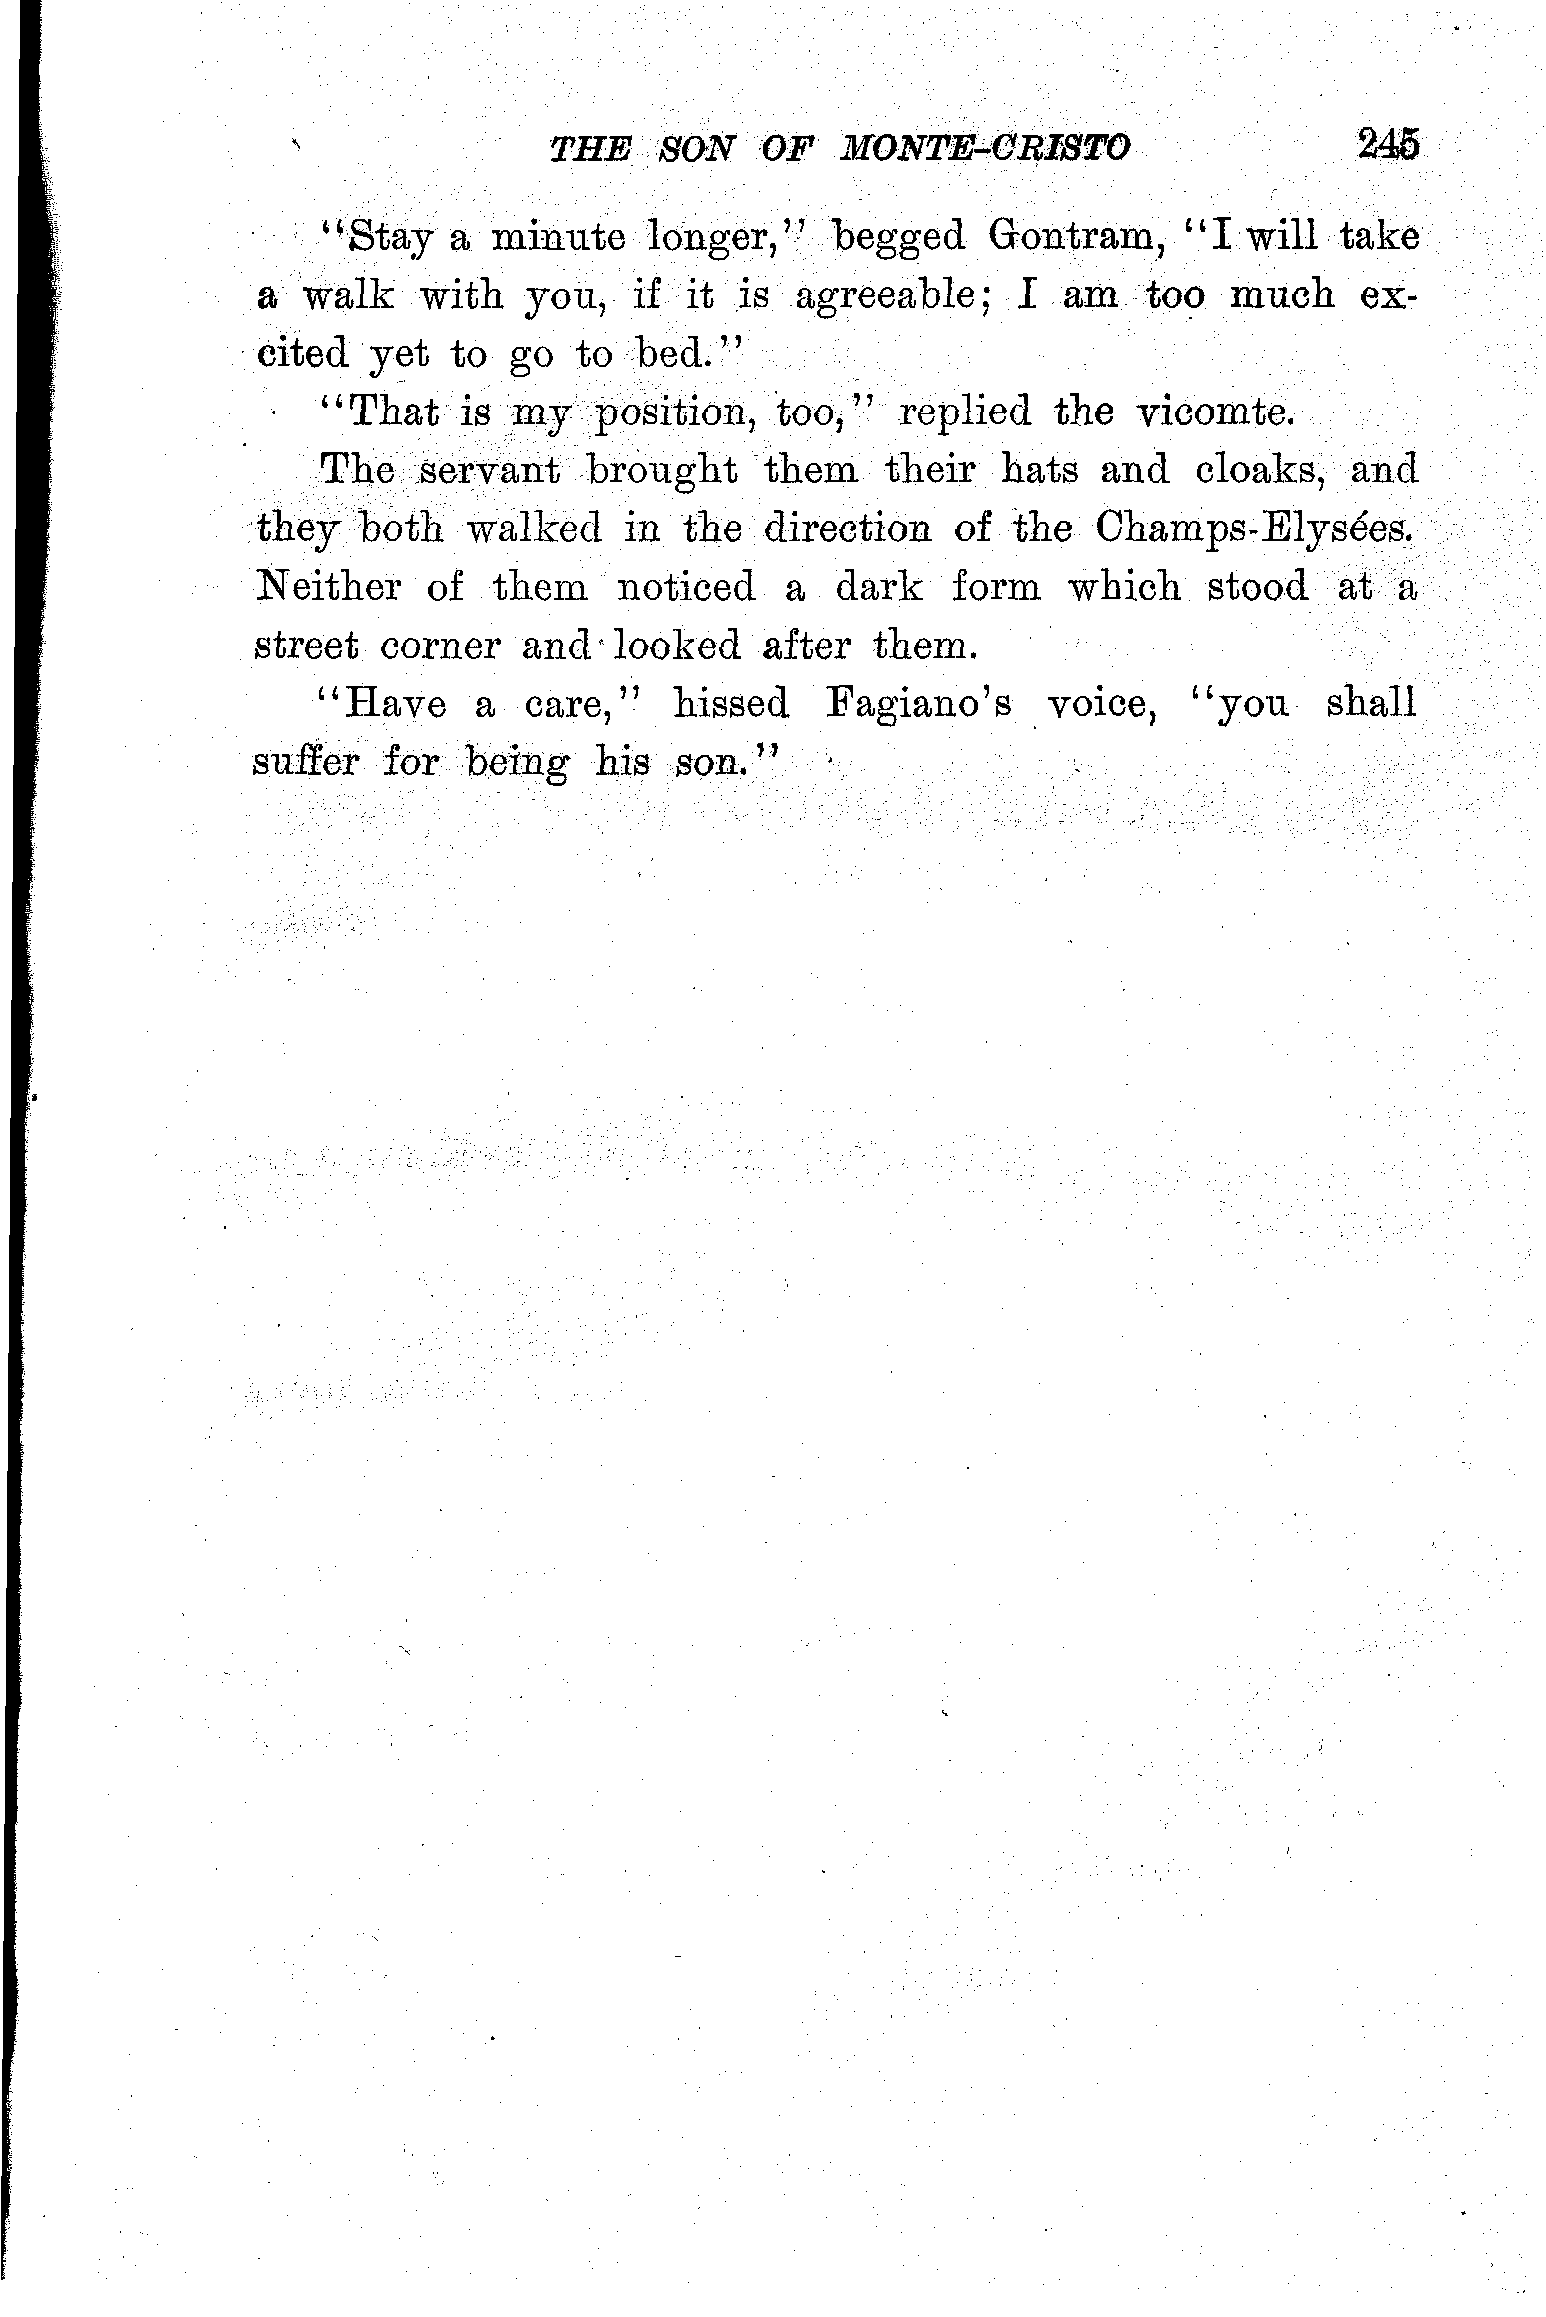 THE SON OF MONTE-CRISTO 245
"Stay a minute longer," begged Gontram, "I will take
a walk with you, if it is agreeable; I am too much ex-
cited yet to go to bed."
"That is my position, too," replied the vicomte.
The servant brought them their hats and cloaks, and
they both walked in the direction of the Champs-Elysées.
Neither of them noticed a dark form which stood at a
street corner and looked after them.
"Have a care," hissed Fagiano's voice, "you shall
suffer for being his son."